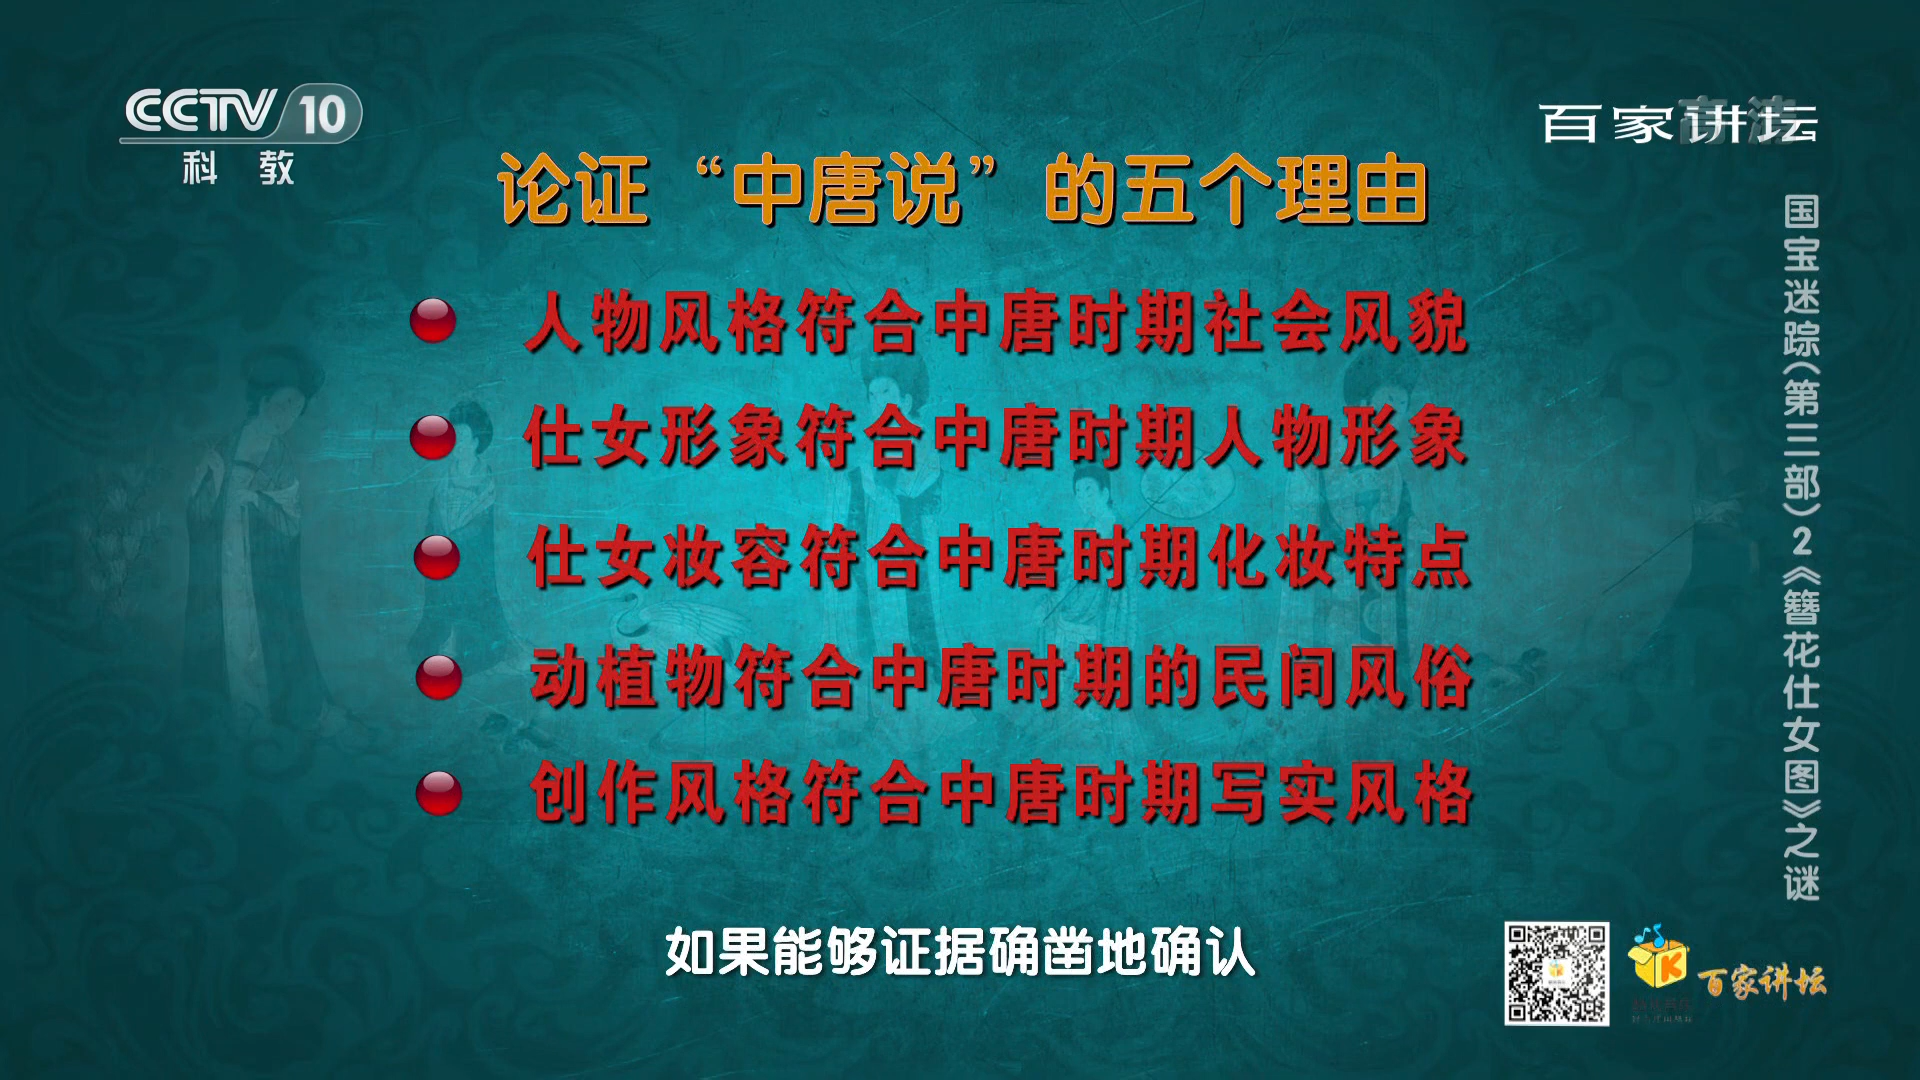 CCTV 10
科教
百家讲坛
论证“中唐说”的五个理由
人物风格符合中唐时期社会风貌
仕女形象符合中唐时期人物形象
仕女妆容符合中唐时期化妆特点
动植物符合中唐时期的民间风俗
创作风格符合中唐时期写实风格
国宝迷踪(第三部)2《簪花仕女图》之谜
如果能够证据确凿地确认
K
百家讲坛